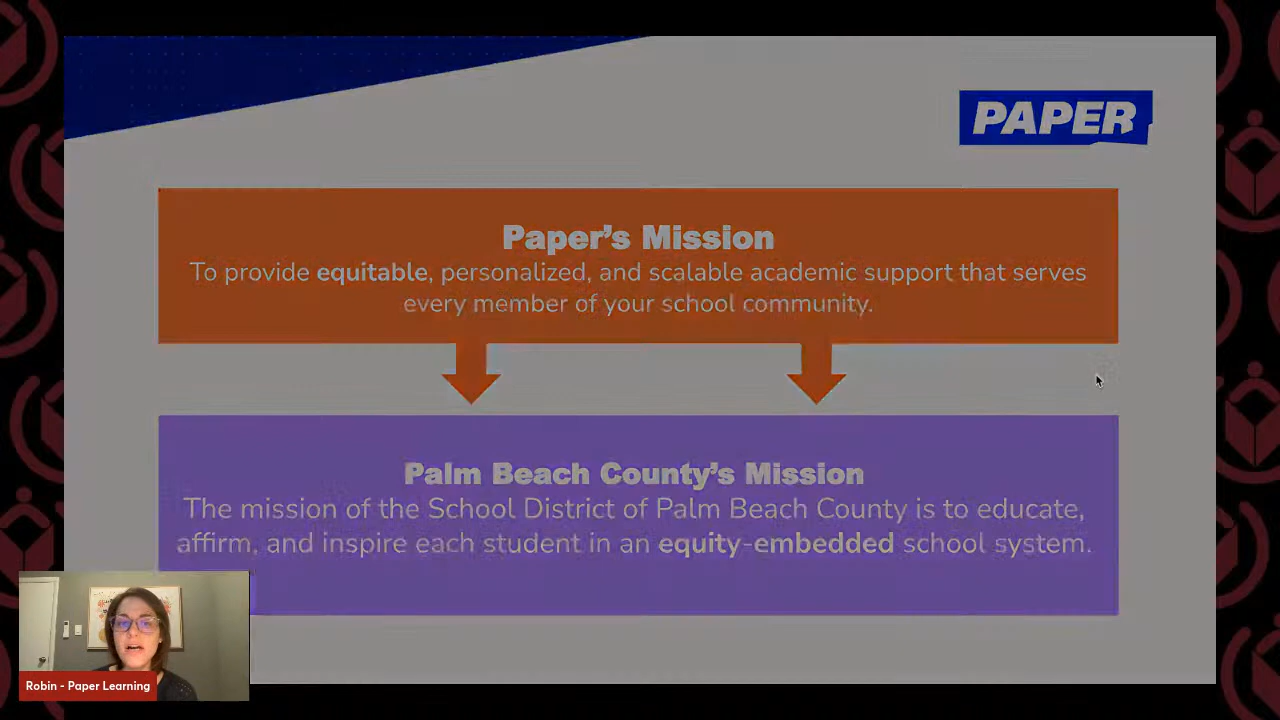 PAPER
Paper's Mission
To provide equitable, personalized, and scalable academic support that serves
every member of your school community.
Palm Beach County's Mission
The mission of the School District of Palm Beach County is to educate,
affirm, and inspire each student in an equity-embedded school system.
Robin - Paper Learning